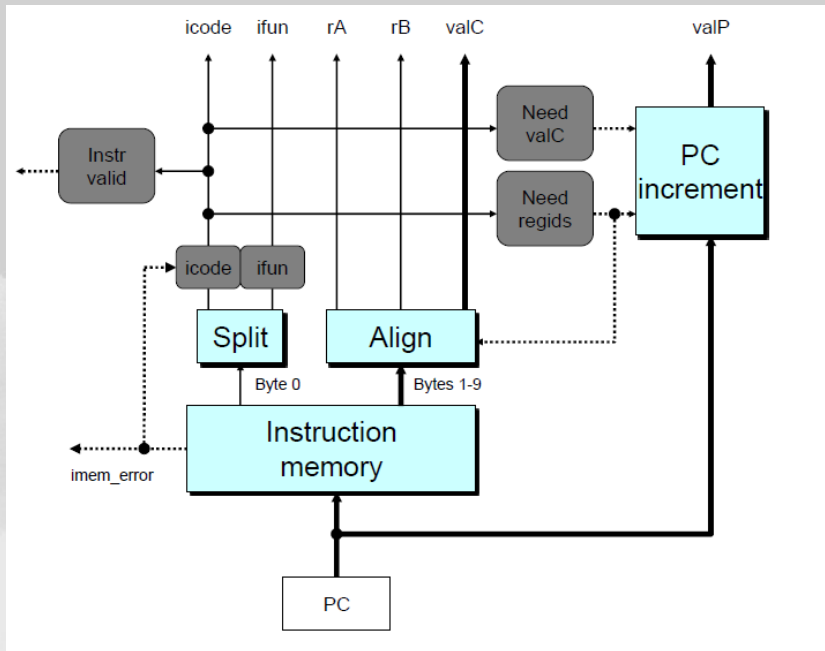 icode ifun rA rB valC valP
Need
valC
PC
increment
Instr
valid
Need
regids
icode ifun
Split
Align
Byte 0
Bytes 1-9
Instruction
memory
imem_error
PC